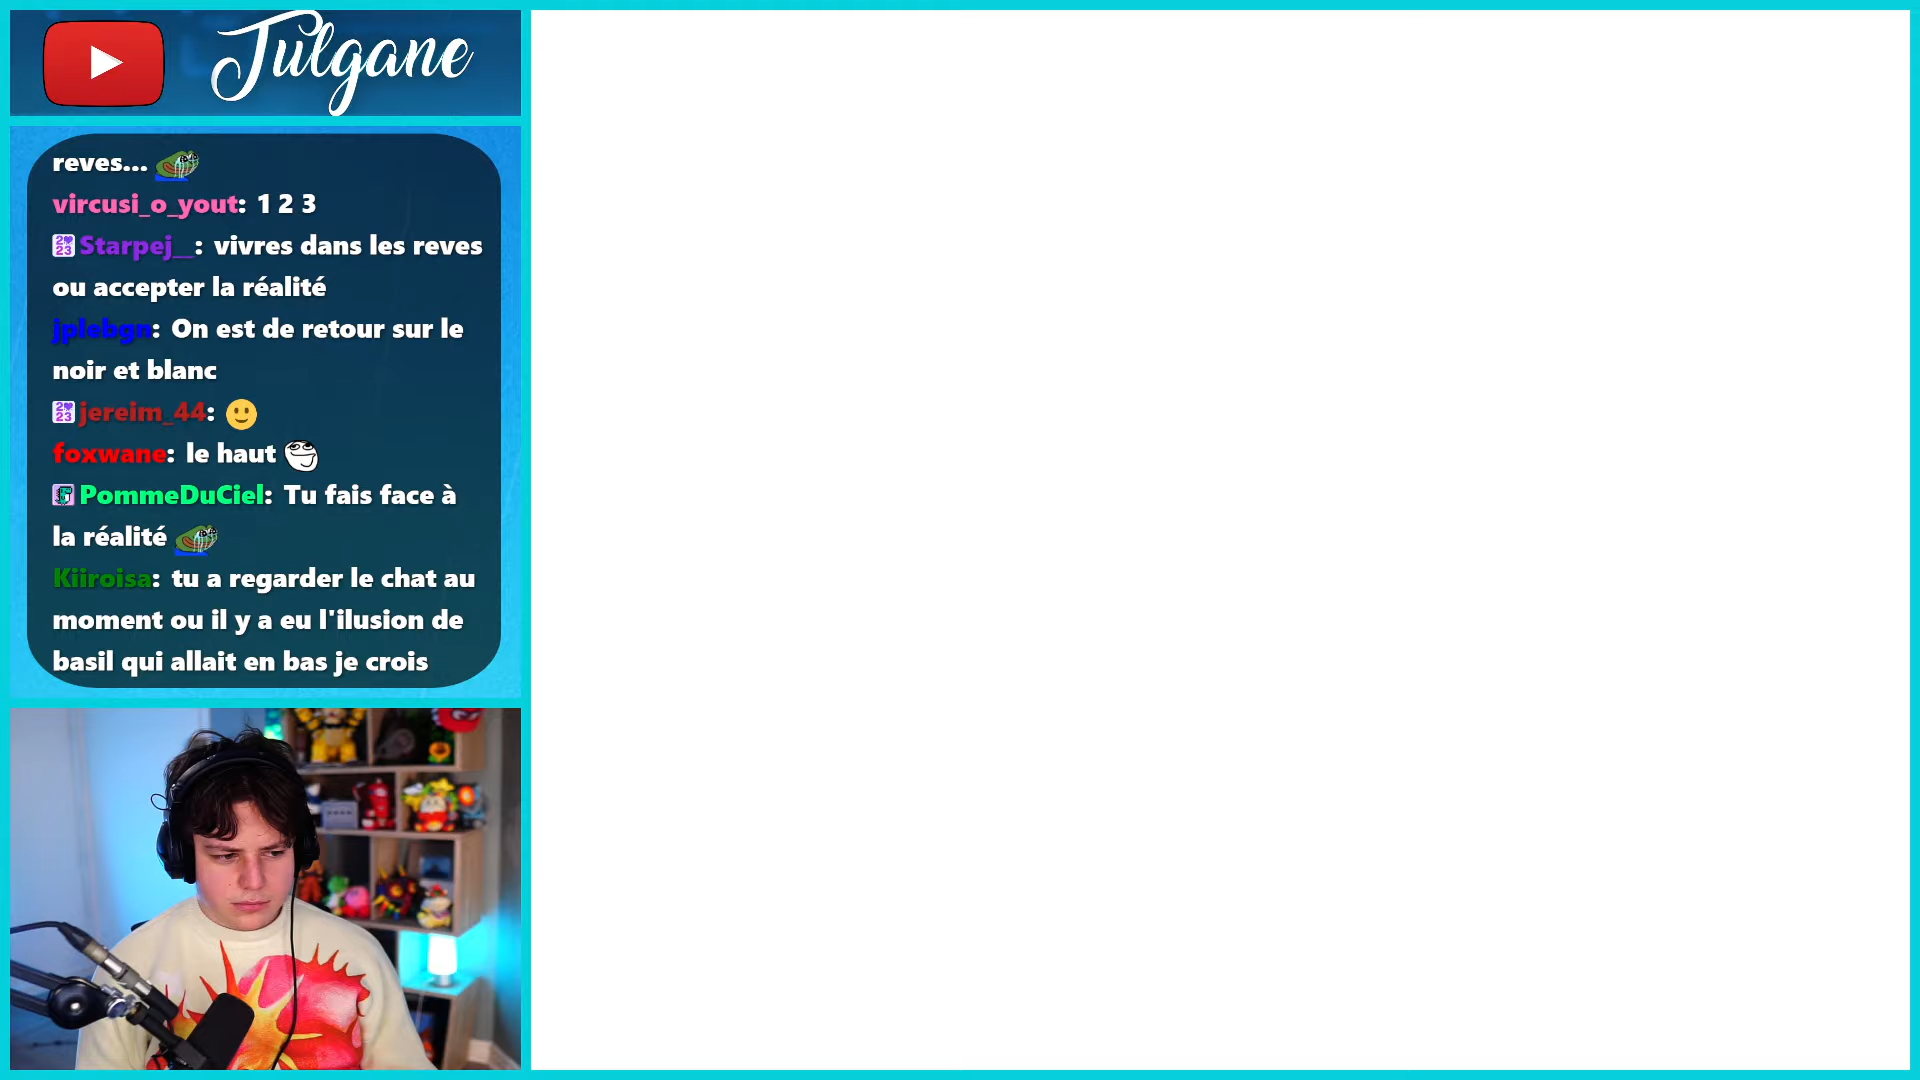 Julgane
reves...
vircusi_o_yout: 1 2 3
Starpej__: vivres dans les reves
ou accepter la réalité
jplebgn: On est de retour sur le
noir et blanc
jereim_44:
foxwane: le haut
PommeDuCiel: Tu fais face à
la réalité
Kiiroisa: tu a regarder le chat au
moment ou il y a eu l'ilusion de
basil qui allait en bas je crois